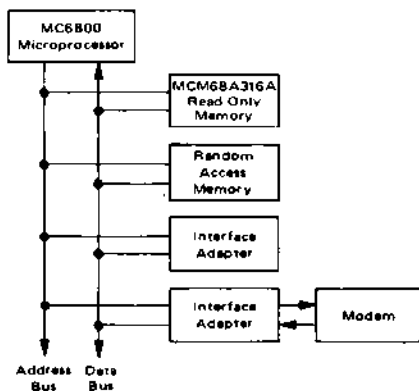 MC6800
Microprocessor
MCM68A316A
Read Only
Memory
Random
Access
Memory
Interface
Adapter
Interface
Adapter
Modem
Address
Bus
Data
Bus